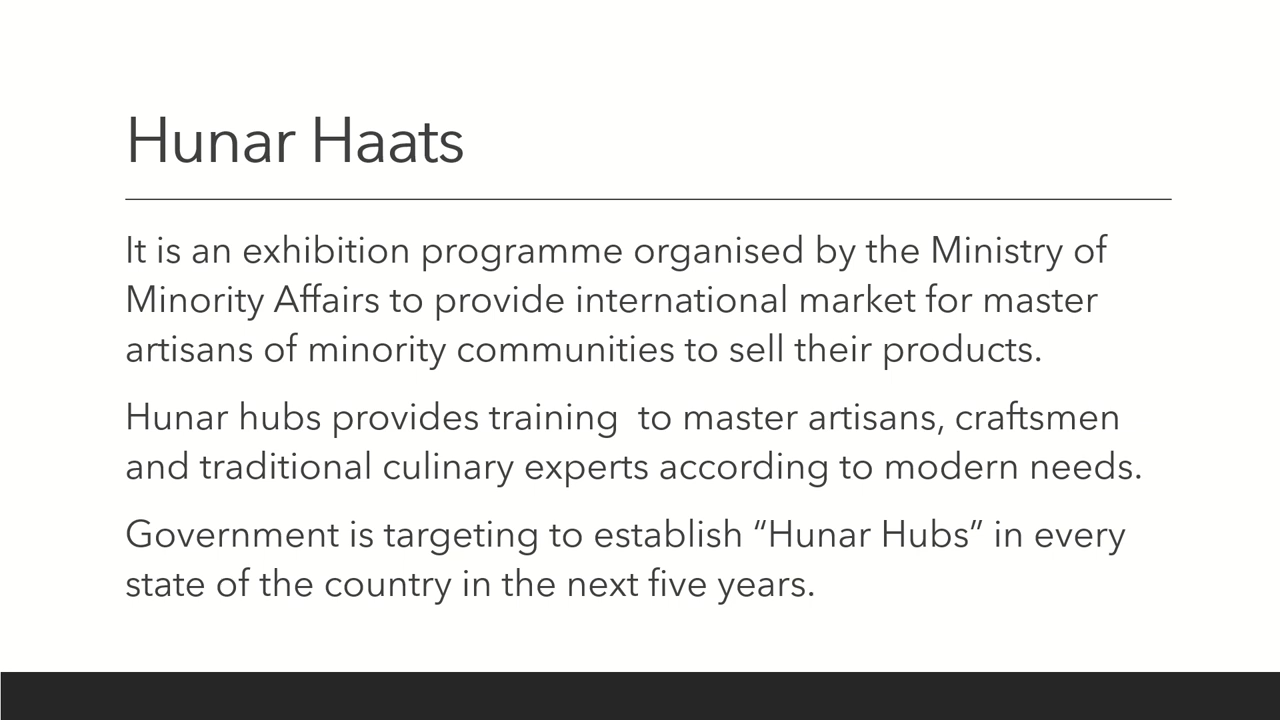 Hunar Haats
It is an exhibition programme organised by the Ministry of
Minority Affairs to provide international market for master
artisans of minority communities to sell their products.
Hunar hubs provides training  to master artisans, craftsmen
and traditional culinary experts according to modern needs.
Government is targeting to establish “Hunar Hubs” in every
state of the country in the next five years.